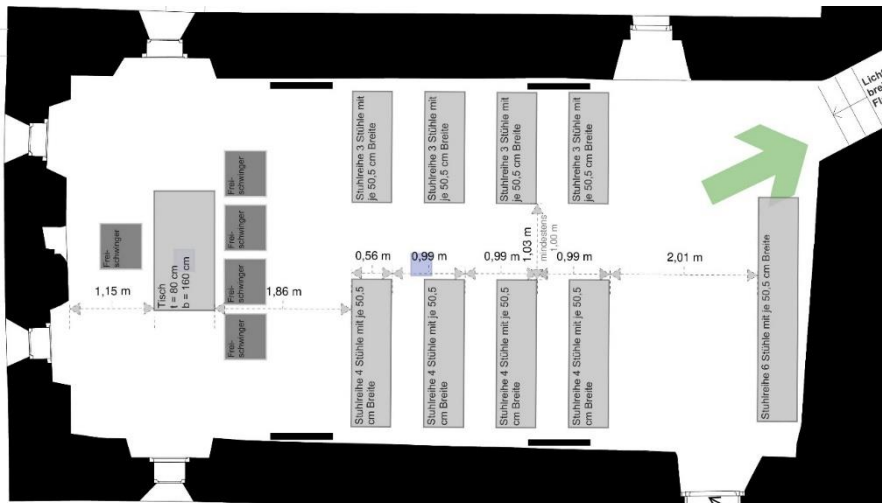 Stuhlreihe 3 Stühle mit
je 50,5 cm Breite
Stuhlreihe 3 Stühle mit
je 50,5 cm Breite
Stuhlreihe 3 Stühle mit
je 50,5 cm Breite
Stuhlreihe 3 Stühle mit
je 50,5 cm Breite
Frei-
schwinger
Frei-
schwinger
Frei-
schwinger
Frei-
schwinger
Frei-
schwinger
Tisch
t = 80 cm
b = 160 cm
1,15 m
1,86 m
0,56 m
0,99 m
0,99 m
1,03 m
mindestens
1,00 m
0,99 m
2,01 m
Stuhlreihe 4 Stühle mit je 50,5
cm Breite
Stuhlreihe 4 Stühle mit je 50,5
cm Breite
Stuhlreihe 4 Stühle mit je 50,5
cm Breite
Stuhlreihe 4 Stühle mit je 50,5
cm Breite
Stuhlreihe 6 Stühle mit je 50,5 cm Breite